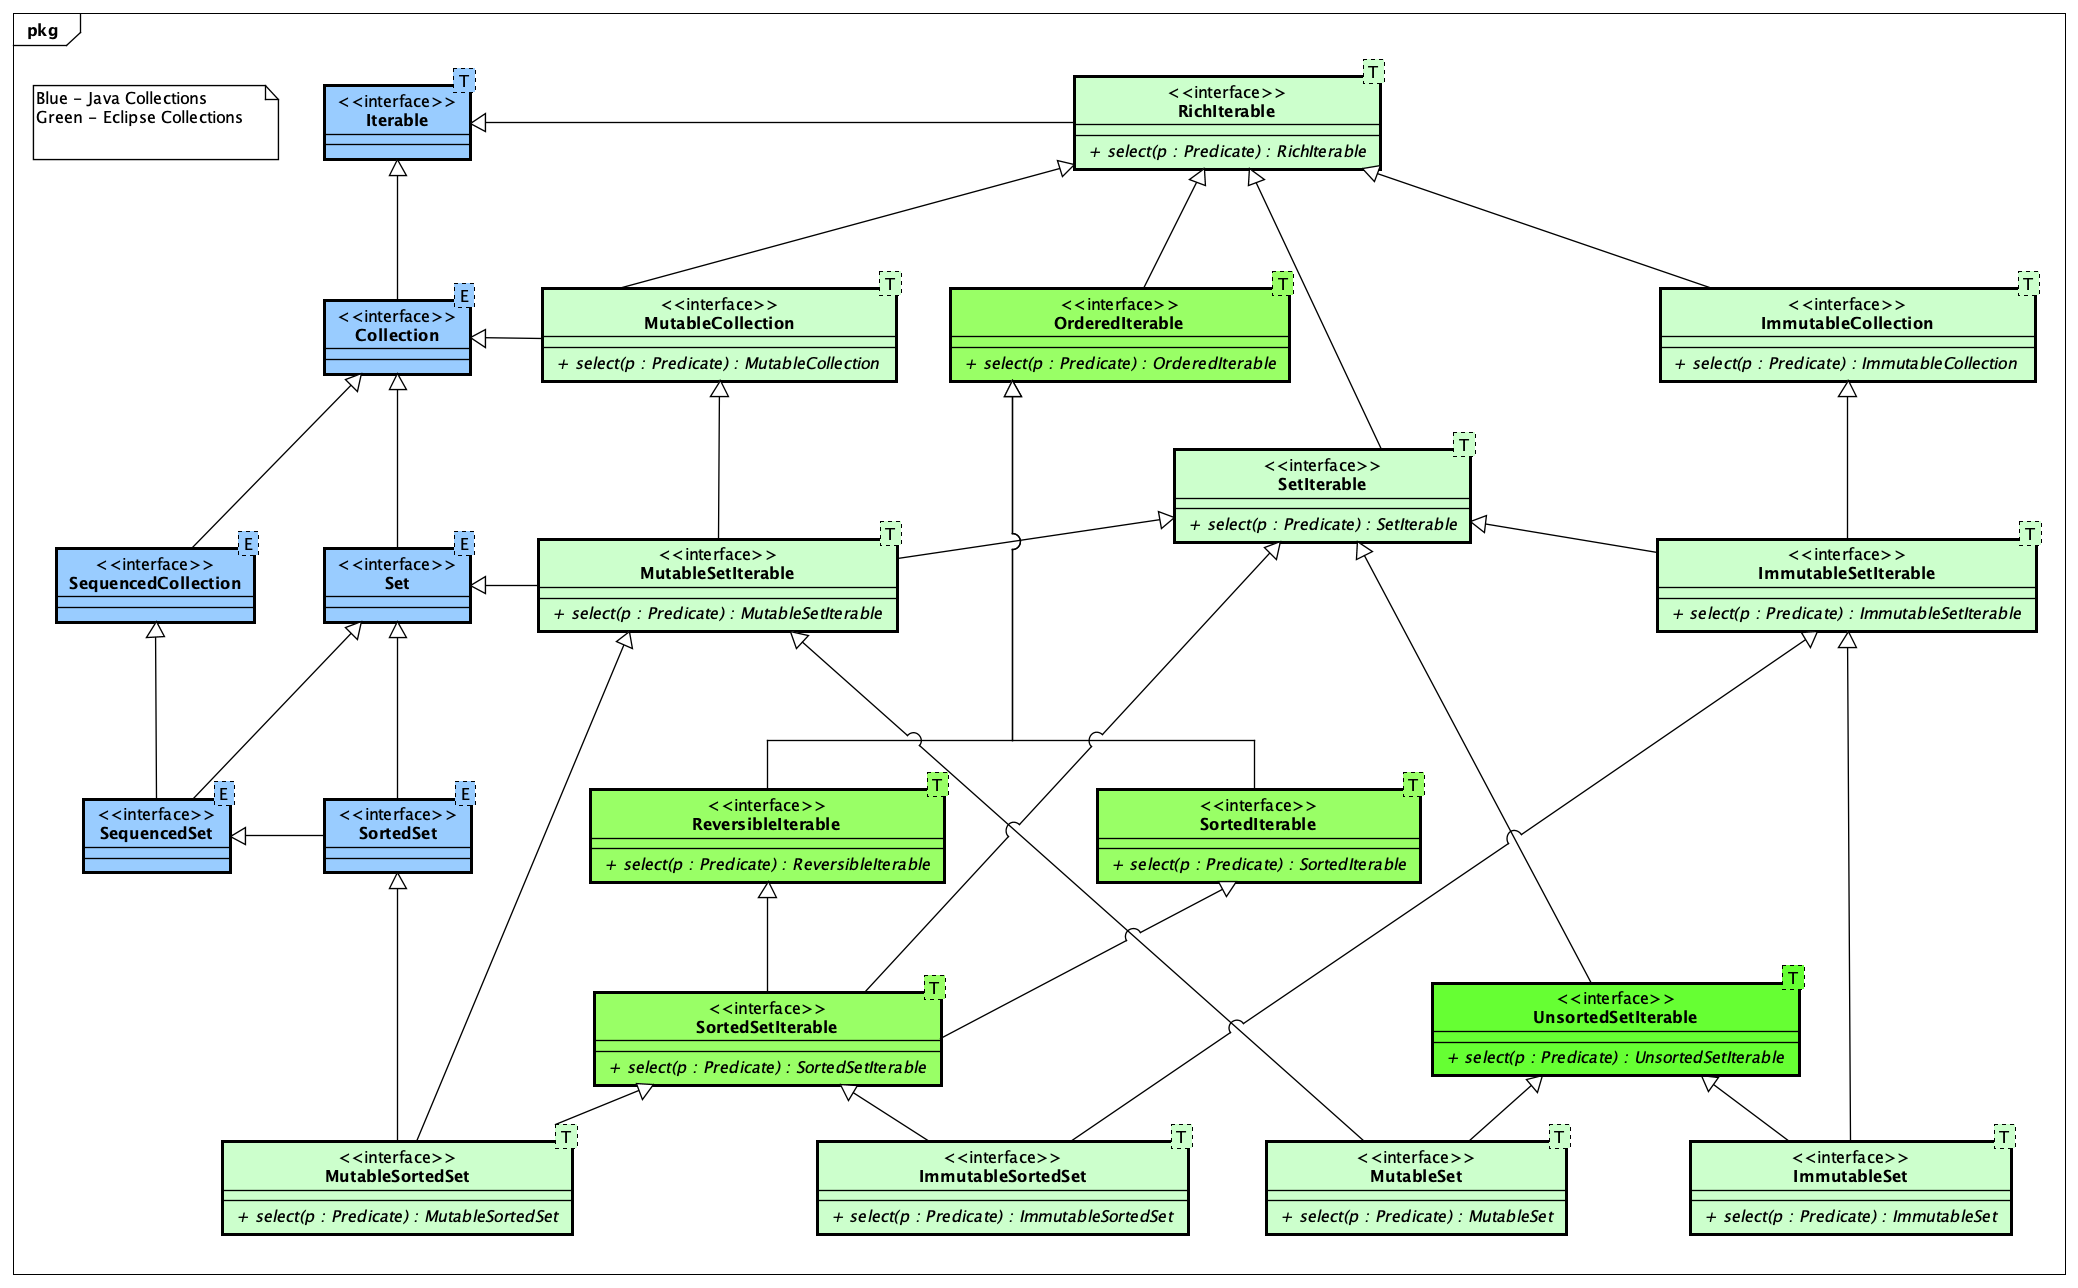 pkg
Blue - Java Collections
Green - Eclipse Collections
T
<<interface>>
Iterable
T
<<interface>>
RichIterable
+ select(p : Predicate) : RichIterable
E
<<interface>>
Collection
T
<<interface>>
MutableCollection
+ select(p : Predicate) : MutableCollection
T
<<interface>>
OrderedIterable
+ select(p : Predicate) : OrderedIterable
T
<<interface>>
ImmutableCollection
+ select(p : Predicate) : ImmutableCollection
T
<<interface>>
SetIterable
+ select(p : Predicate) : SetIterable
E
<<interface>>
SequencedCollection
E
<<interface>>
Set
T
<<interface>>
MutableSetIterable
+ select(p : Predicate) : MutableSetIterable
T
<<interface>>
ImmutableSetIterable
+ select(p : Predicate) : ImmutableSetIterable
E
<<interface>>
SequencedSet
E
<<interface>>
SortedSet
T
<<interface>>
ReversibleIterable
+ select(p : Predicate) : ReversibleIterable
T
<<interface>>
SortedIterable
+ select(p : Predicate) : SortedIterable
T
<<interface>>
SortedSetIterable
+ select(p : Predicate) : SortedSetIterable
T
<<interface>>
UnsortedSetIterable
+ select(p : Predicate) : UnsortedSetIterable
T
<<interface>>
MutableSortedSet
+ select(p : Predicate) : MutableSortedSet
T
<<interface>>
ImmutableSortedSet
+ select(p : Predicate) : ImmutableSortedSet
T
<<interface>>
MutableSet
+ select(p : Predicate) : MutableSet
T
<<interface>>
ImmutableSet
+ select(p : Predicate) : ImmutableSet